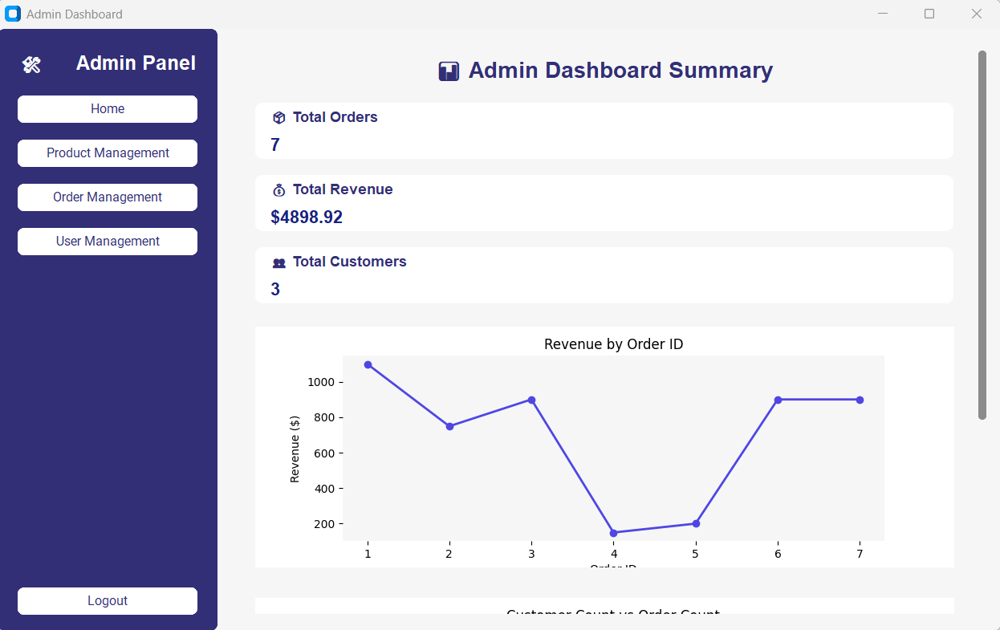 Admin Dashboard
Admin Panel
Home
Product Management
Order Management
User Management
Logout
Admin Dashboard Summary
Total Orders
7
Total Revenue
$4898.92
Total Customers
3
Revenue by Order ID
Revenue ($)
1000
800
600
400
200
1 2 3 4 5 6 7
Order ID
Customer Count vs Order Count